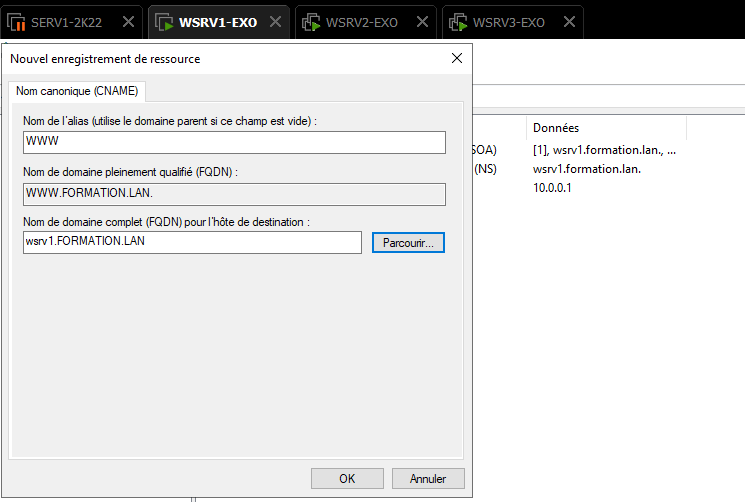 SERV1-2K22
WSRV1-EXO
WSRV2-EXO
WSRV3-EXO
Nouvel enregistrement de ressource
Nom canonique (CNAME)
Nom de l'alias (utilise le domaine parent si ce champ est vide) :
WWW
Nom de domaine pleinement qualifié (FQDN) :
WWW.FORMATION.LAN.
Nom de domaine complet (FQDN) pour l'hôte de destination :
wsrv1.FORMATION.LAN
Parcourir...
OK
Annuler
Données
SOA) [1], wsrv1.formation.lan., ...
(NS) wsrv1.formation.lan.
10.0.0.1